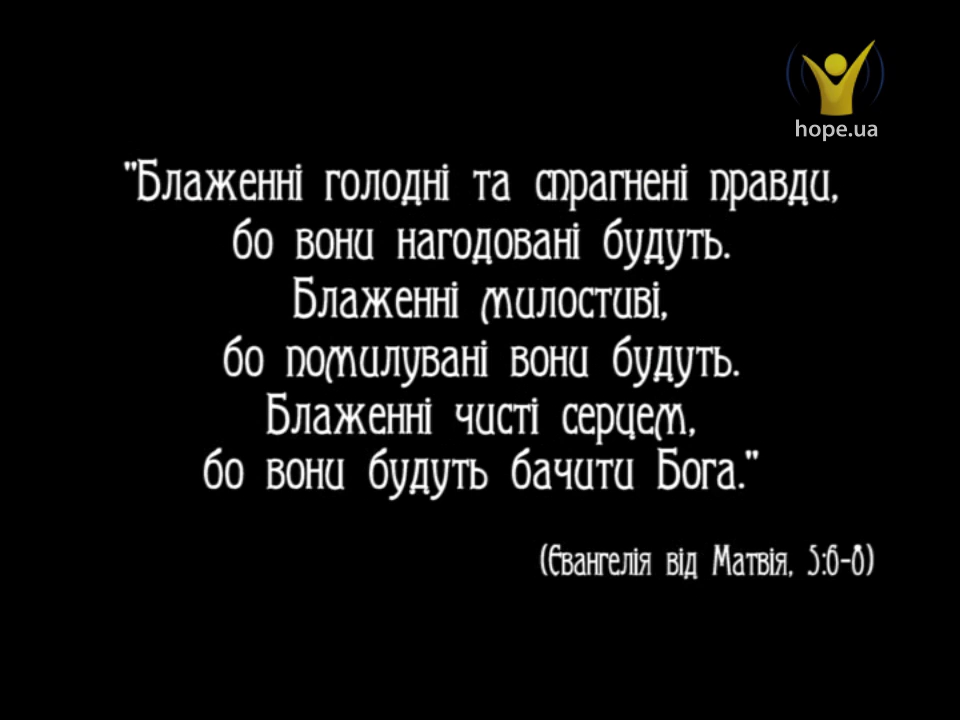 hope.ua
"Блаженні голодні та спрагнені правди,
бо вони нагодовані будуть.
Блаженні милостиві,
бо помилувані вони будуть.
Блаженні чисті серцем,
бо вони будуть бачити Бога."
(Євангелія від Матвія, 5:6-8)